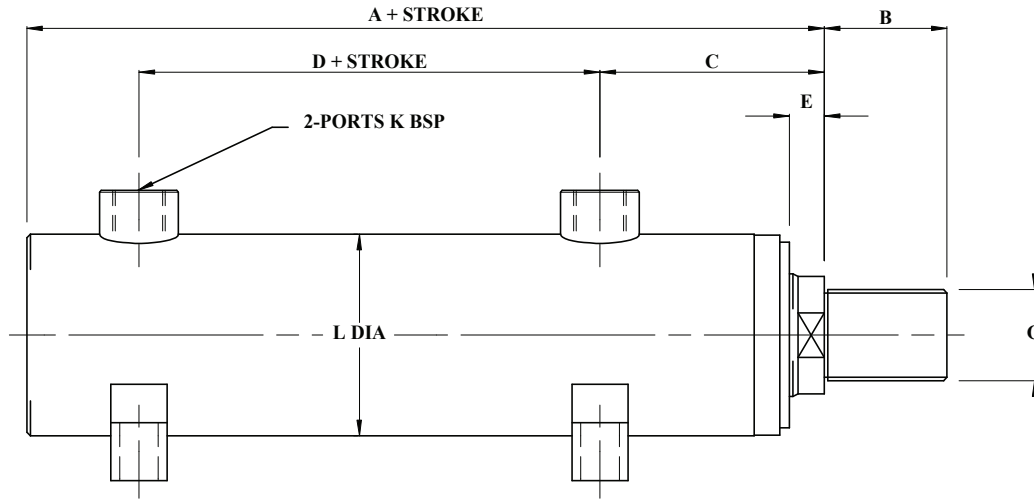 A + STROKE
B
D + STROKE
C
E
2-PORTS K BSP
L DIA